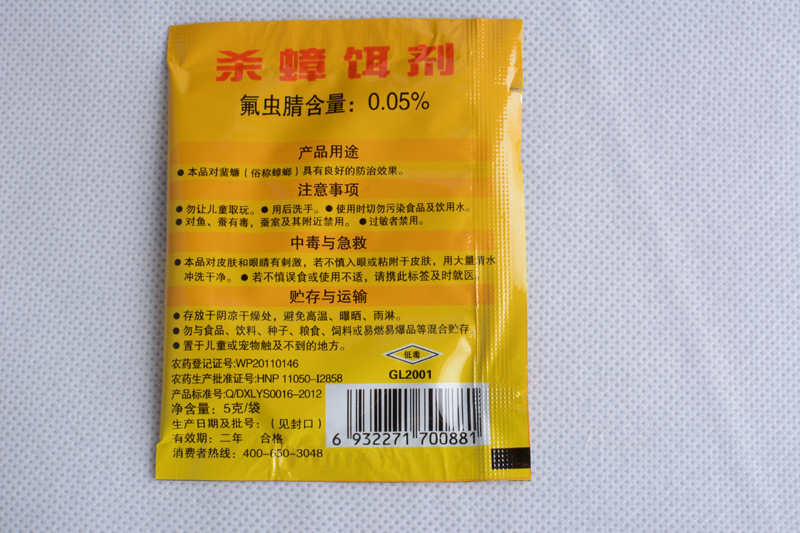 杀蟑饵剂
氟虫腈含量：0.05%
产品用途
●本品对蜚蠊（俗称蟑螂）具有良好的防治效果。
注意事项
●勿让儿童取玩。●用后洗手。●使用时切勿污染食品及饮用水。
●对鱼、蚕有毒，蚕室及其附近禁用。●过敏者禁用。
中毒与急救
●本品对皮肤和眼睛有刺激，若不慎入眼或粘附于皮肤，用大量清水
冲洗干净。●若不慎误食或使用不适，请携此标签及时就医。
贮存与运输
●存放于阴凉干燥处，避免高温、曝晒、雨淋。
●勿与食品、饮料、种子、粮食、饲料或易燃易爆品等混合贮存
●置于儿童或宠物触及不到的地方。
农药登记证号:WP20110146
低毒
农药生产批准证号:HNP 11050-I2858
GL2001
产品标准号:Q/DXLYS0016-2012
净含量：5克/袋
生产日期及批号：（见封口）
有效期：二年 合格
6 932271 700881
消费者热线：400-650-3048